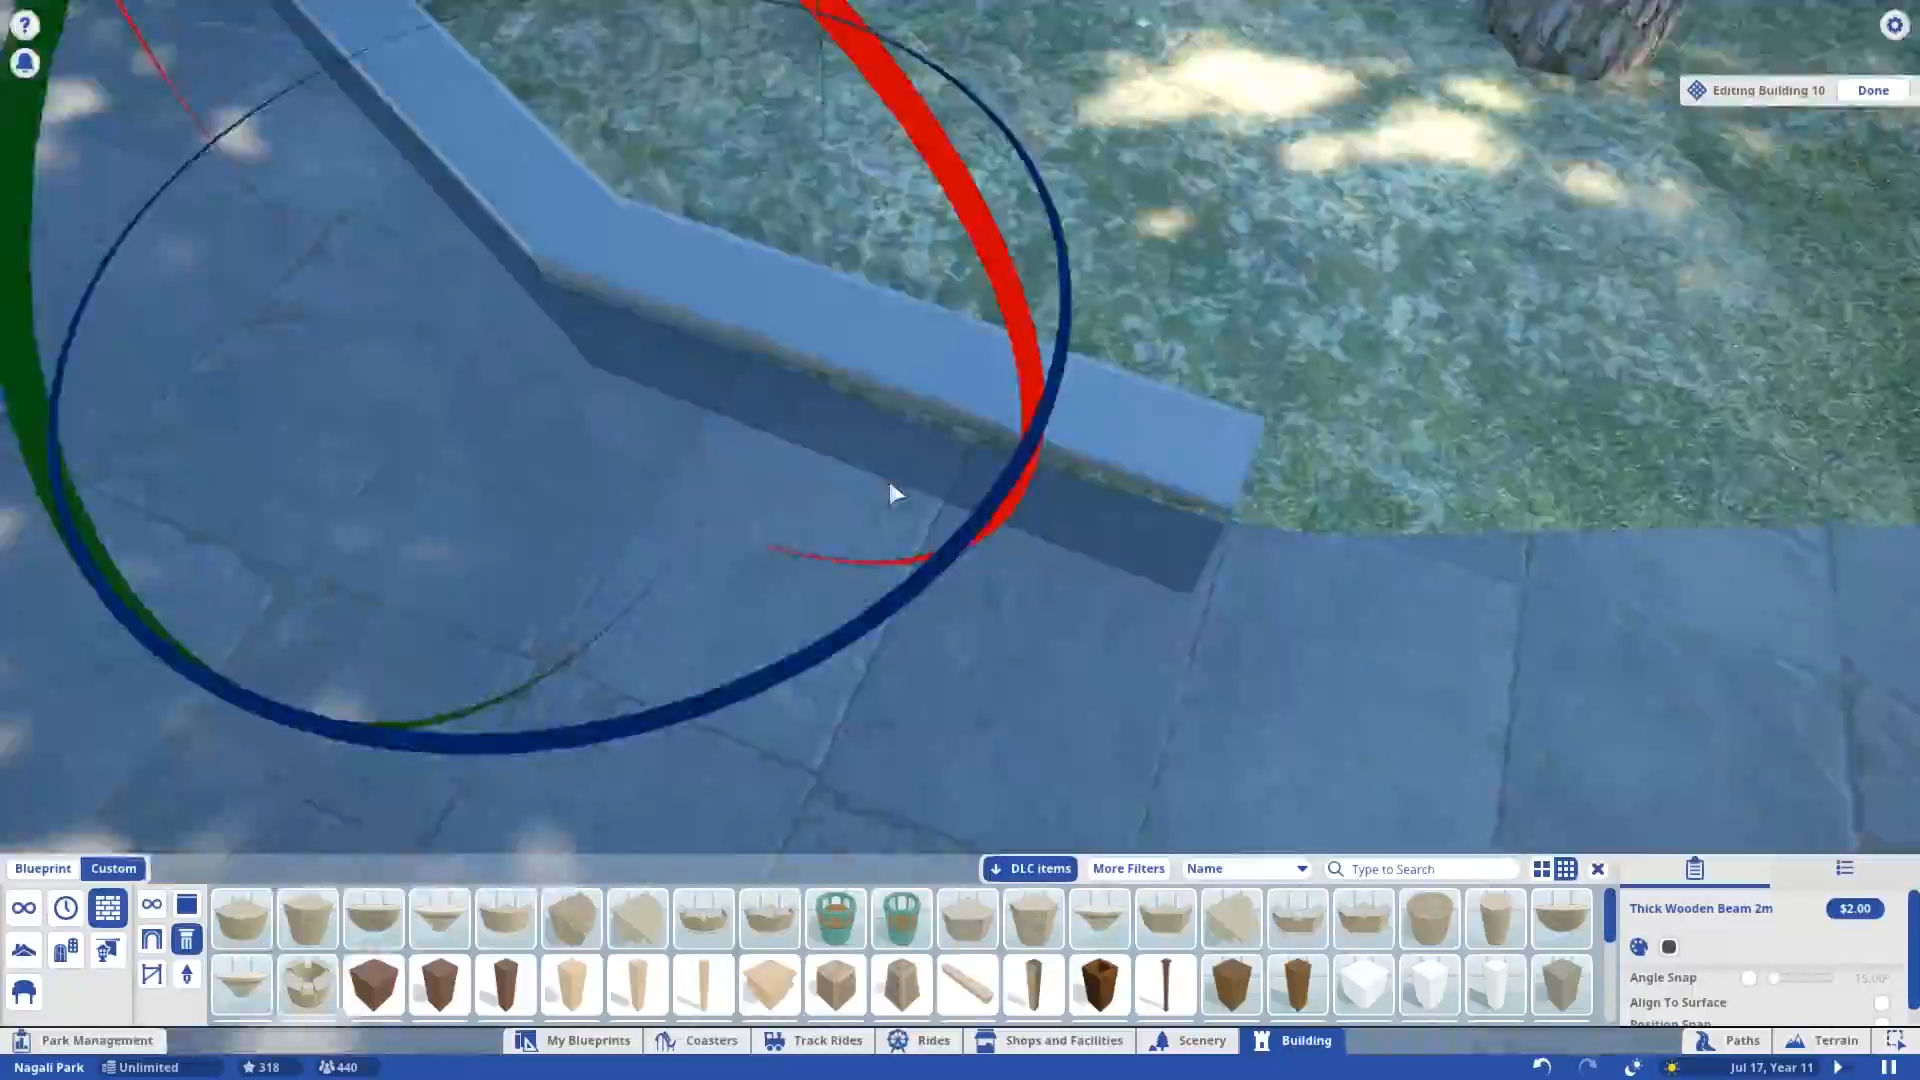 ?
Editing Building 10 Done
Blueprint Custom
DLC items More Filters Name Type to Search
Thick Wooden Beam 2m $2.00
Angle Snap 15.00°
Align To Surface
Position Snap
Park Management My Blueprints Coasters Track Rides Rides Shops and Facilities Scenery Building Paths Terrain
Nagali Park Unlimited 318 440 Jul 17, Year 11